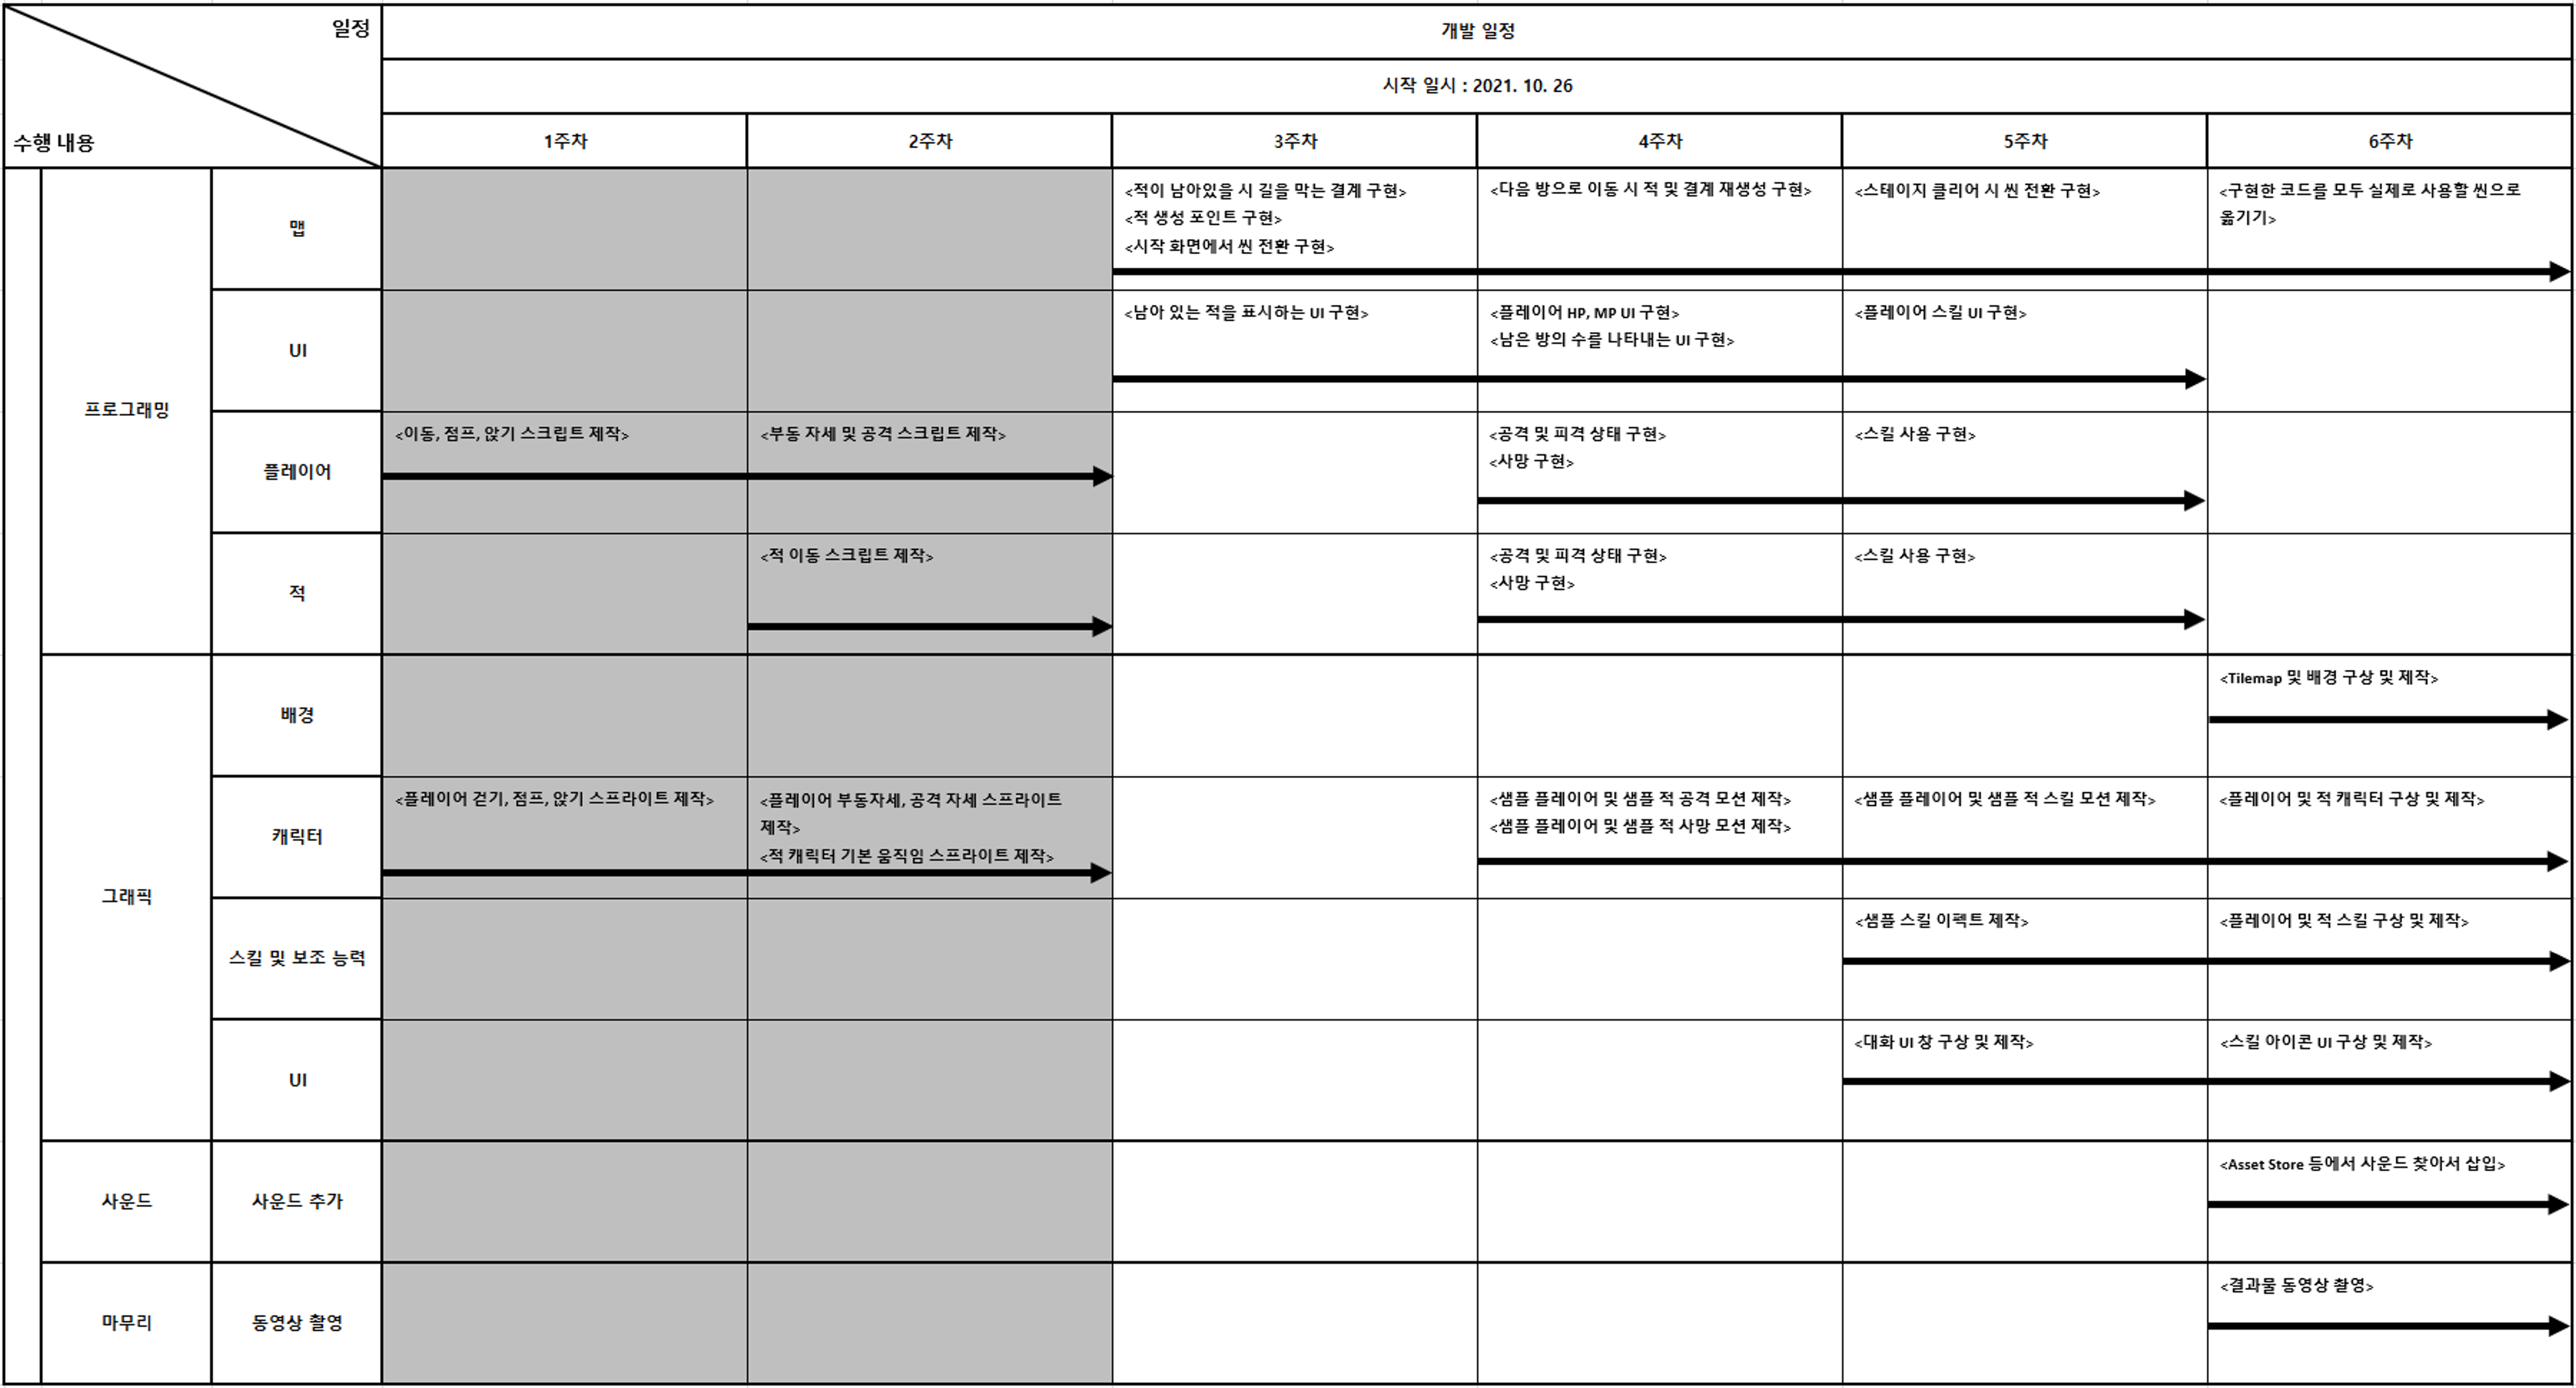 일정
수행 내용
개발 일정
시작 일시 : 2021. 10. 26
1주차
2주차
3주차
4주차
5주차
6주차
프로그래밍
맵
<적이 남아있을 시 길을 막는 결계 구현>
<적 생성 포인트 구현>
<시작 화면에서 씬 전환 구현>
<다음 방으로 이동 시 적 및 결계 재생성 구현>
<스테이지 클리어 시 씬 전환 구현>
<구현한 코드를 모두 실제로 사용할 씬으로
옮기기>
UI
<남아 있는 적을 표시하는 UI 구현>
<플레이어 HP, MP UI 구현>
<남은 방의 수를 나타내는 UI 구현>
<플레이어 스킬 UI 구현>
플레이어
<이동, 점프, 앉기 스크립트 제작>
<부동 자세 및 공격 스크립트 제작>
<공격 및 피격 상태 구현>
<사망 구현>
<스킬 사용 구현>
적
<적 이동 스크립트 제작>
<공격 및 피격 상태 구현>
<사망 구현>
<스킬 사용 구현>
그래픽
배경
<Tilemap 및 배경 구상 및 제작>
캐릭터
<플레이어 걷기, 점프, 앉기 스프라이트 제작>
<플레이어 부동자세, 공격 자세 스프라이트
제작>
<적 캐릭터 기본 움직임 스프라이트 제작>
<샘플 플레이어 및 샘플 적 공격 모션 제작>
<샘플 플레이어 및 샘플 적 사망 모션 제작>
<샘플 플레이어 및 샘플 적 스킬 모션 제작>
<플레이어 및 적 캐릭터 구상 및 제작>
스킬 및 보조 능력
<샘플 스킬 이펙트 제작>
<플레이어 및 적 스킬 구상 및 제작>
UI
<대화 UI 창 구상 및 제작>
<스킬 아이콘 UI 구상 및 제작>
사운드
사운드 추가
<Asset Store 등에서 사운드 찾아서 삽입>
마무리
동영상 촬영
<결과물 동영상 촬영>